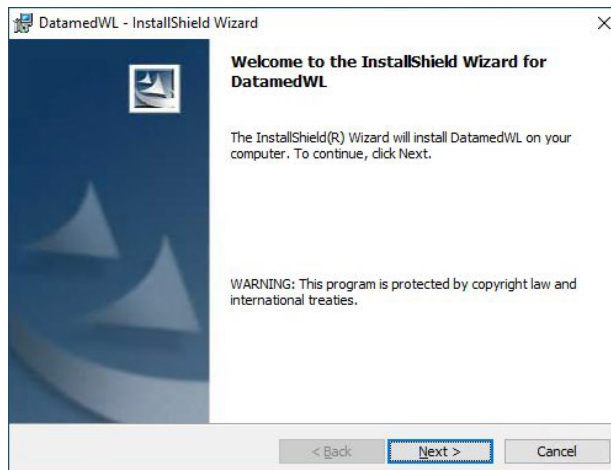 DatamedWL - InstallShield Wizard
Welcome to the InstallShield Wizard for
DatamedWL
The InstallShield(R) Wizard will install DatamedWL on your
computer. To continue, click Next.
WARNING: This program is protected by copyright law and
international treaties.
< Back Next > Cancel